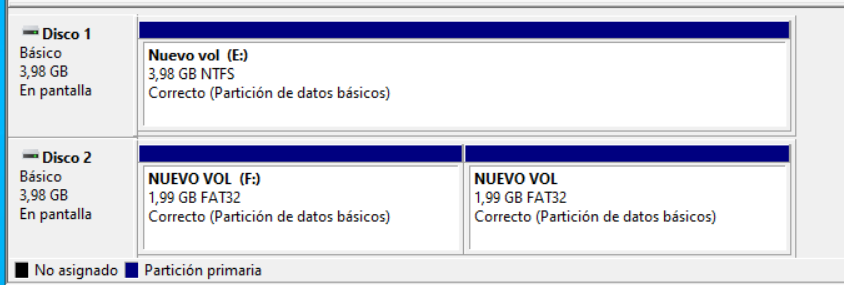 Disco 1
Básico
3,98 GB
En pantalla
Nuevo vol (E:)
3,98 GB NTFS
Correcto (Partición de datos básicos)
Disco 2
Básico
3,98 GB
En pantalla
NUEVO VOL (F:)
1,99 GB FAT32
Correcto (Partición de datos básicos)
NUEVO VOL
1,99 GB FAT32
Correcto (Partición de datos básicos)
No asignado Partición primaria